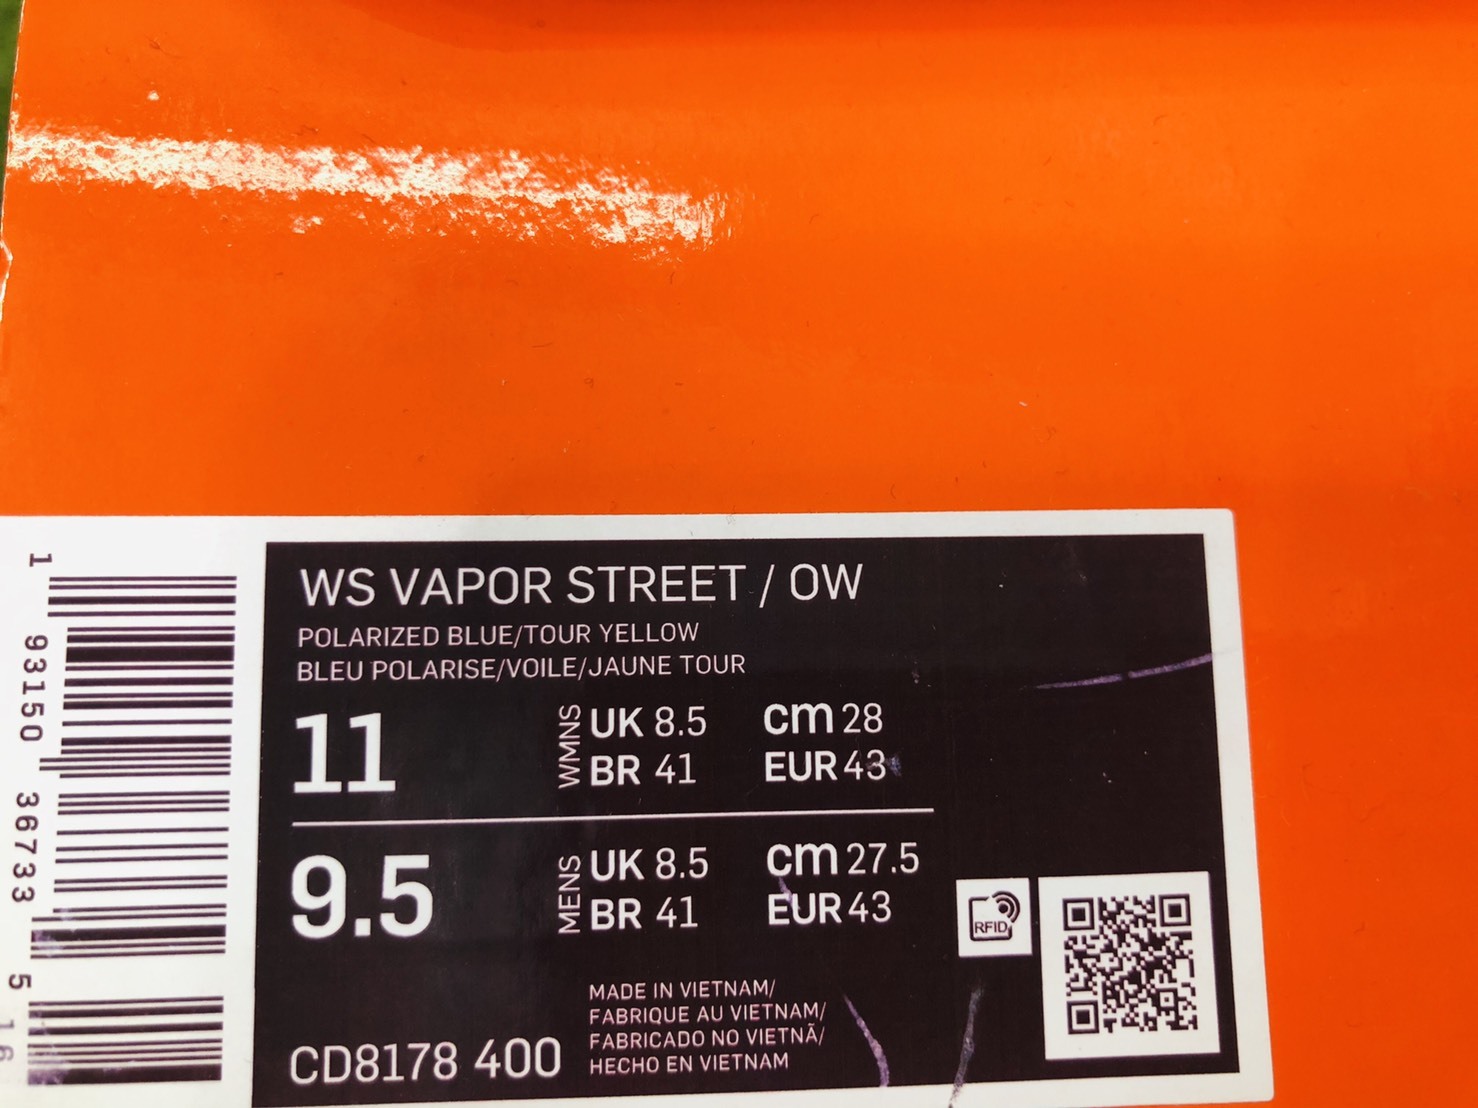 WS VAPOR STREET / OW
POLARIZED BLUE/TOUR YELLOW
BLEU POLARISE/VOILE/JAUNE TOUR
11 WMNS UK 8.5 cm 28
BR 41 EUR 43
9.5 MENS UK 8.5 cm 27.5
BR 41 EUR 43
RFID
MADE IN VIETNAM/
FABRIQUE AU VIETNAM/
FABRICADO NO VIETNÃ/
HECHO EN VIETNAM
CD8178 400
1 93150 36733 5
16